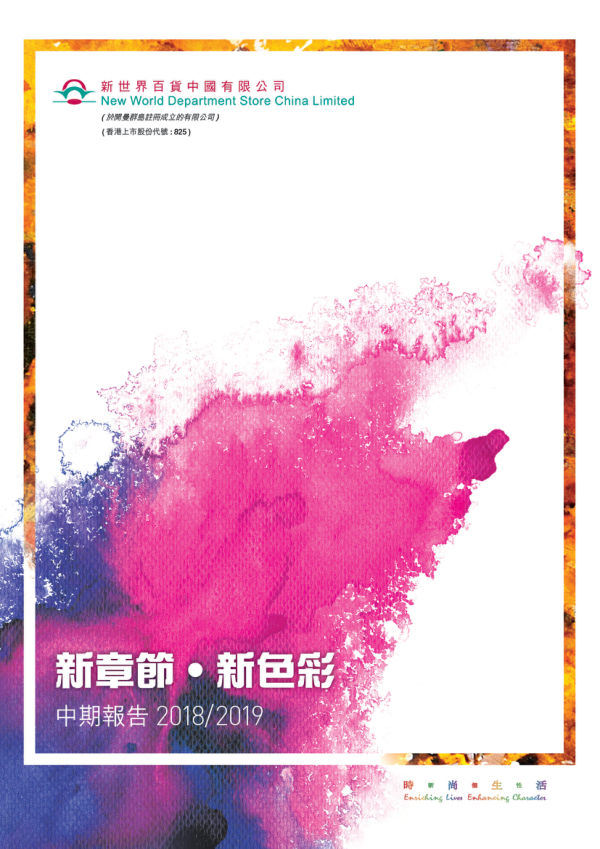 新世界百貨中國有限公司
New World Department Store China Limited
(於開曼群島註冊成立的有限公司)
(香港上市股份代號 : 825)
新章節•新色彩
中期報告 2018/2019
時 新 尚 個 生 性 活
Enriching Lives Enhancing Character